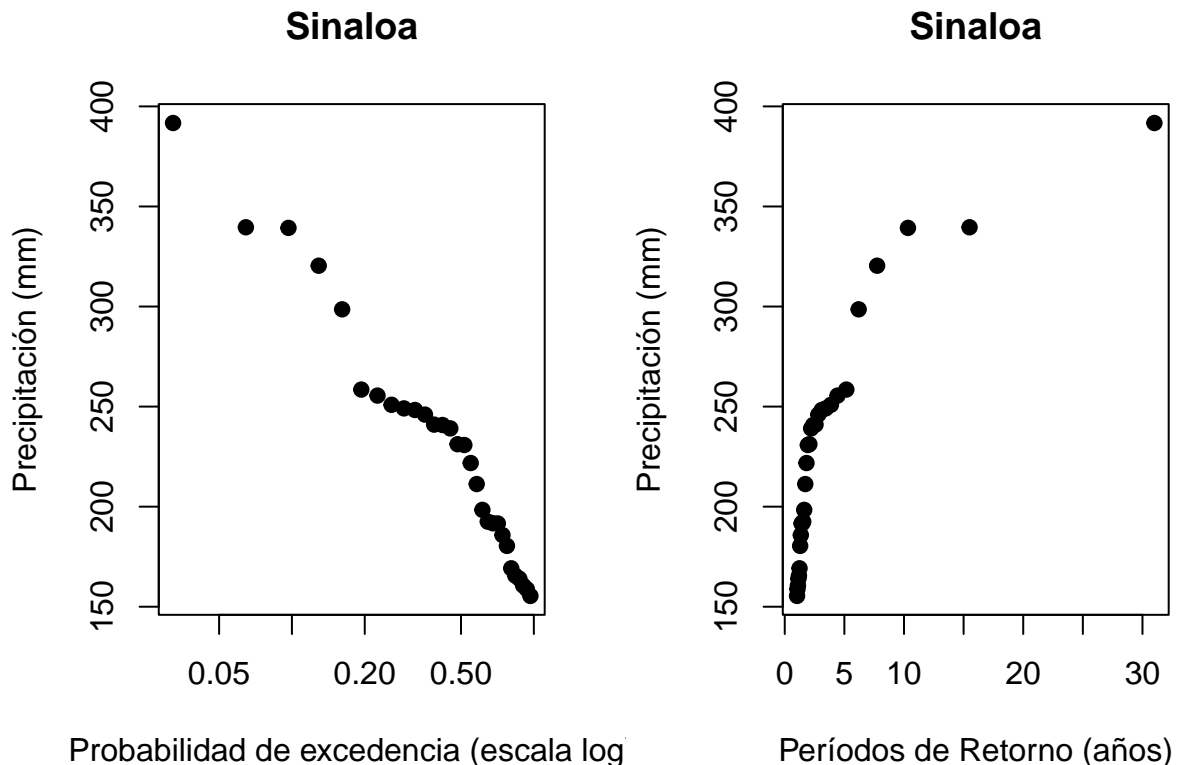 Sinaloa
Precipitación (mm)
400
350
300
250
200
150
0.05 0.20 0.50
Probabilidad de excedencia (escala log
Sinaloa
Precipitación (mm)
400
350
300
250
200
150
0 5 10 20 30
Períodos de Retorno (años)